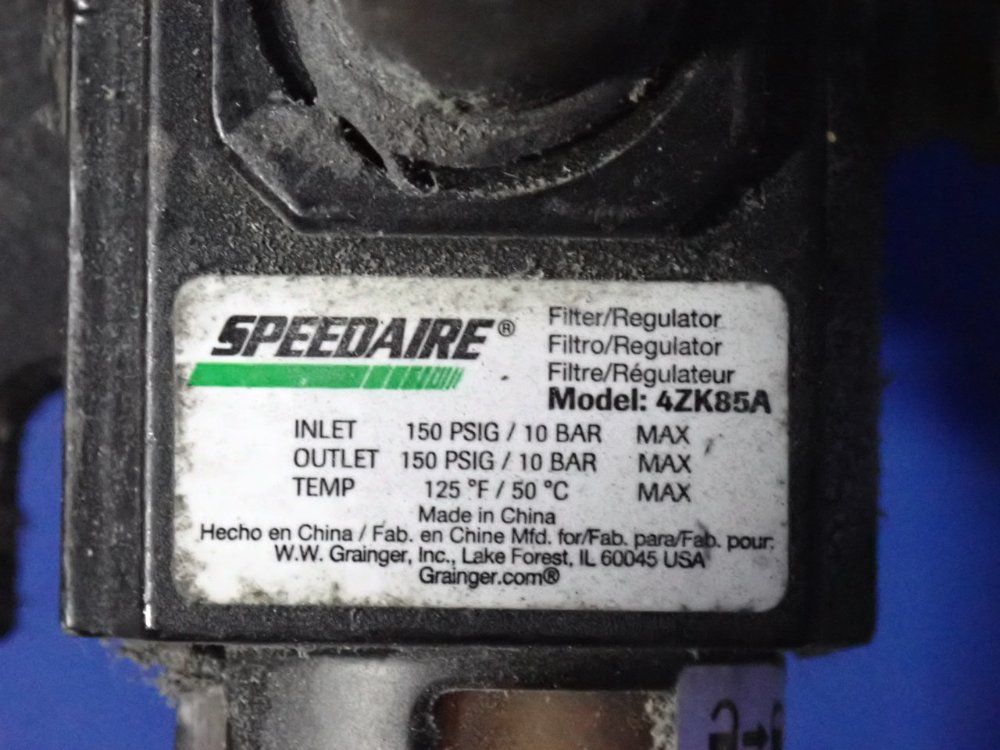 SPEEDAIRE®
Filter/Regulator
Filtro/Regulator
Filtre/Régulateur
Model: 4ZK85A
INLET 150 PSIG / 10 BAR MAX
OUTLET 150 PSIG / 10 BAR MAX
TEMP 125 °F / 50 °C MAX
Made in China
Hecho en China / Fab. en Chine Mfd. for/Fab. para/Fab. pour:
W.W. Grainger, Inc., Lake Forest, IL 60045 USA
Grainger.com®